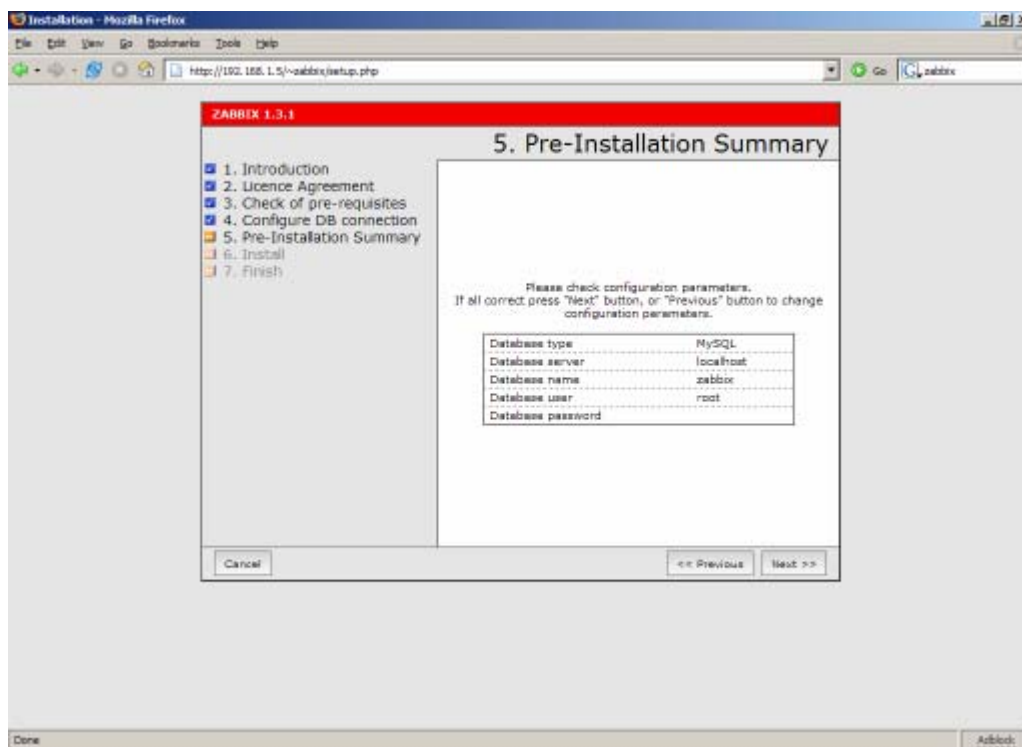 Installation - Mozilla Firefox
File Edit View Go Bookmarks Tools Help
http://192.168.1.5/~zabbix/setup.php
Go
zabbix
ZABBIX 1.3.1
5. Pre-Installation Summary
1. Introduction
2. Licence Agreement
3. Check of pre-requisites
4. Configure DB connection
5. Pre-Installation Summary
6. Install
7. Finish
Please check configuration parameters.
If all correct press "Next" button, or "Previous" button to change
configuration parameters.
Database type MySQL
Database server localhost
Database name zabbix
Database user root
Database password
Cancel
<< Previous
Next >>
Done
Adblock